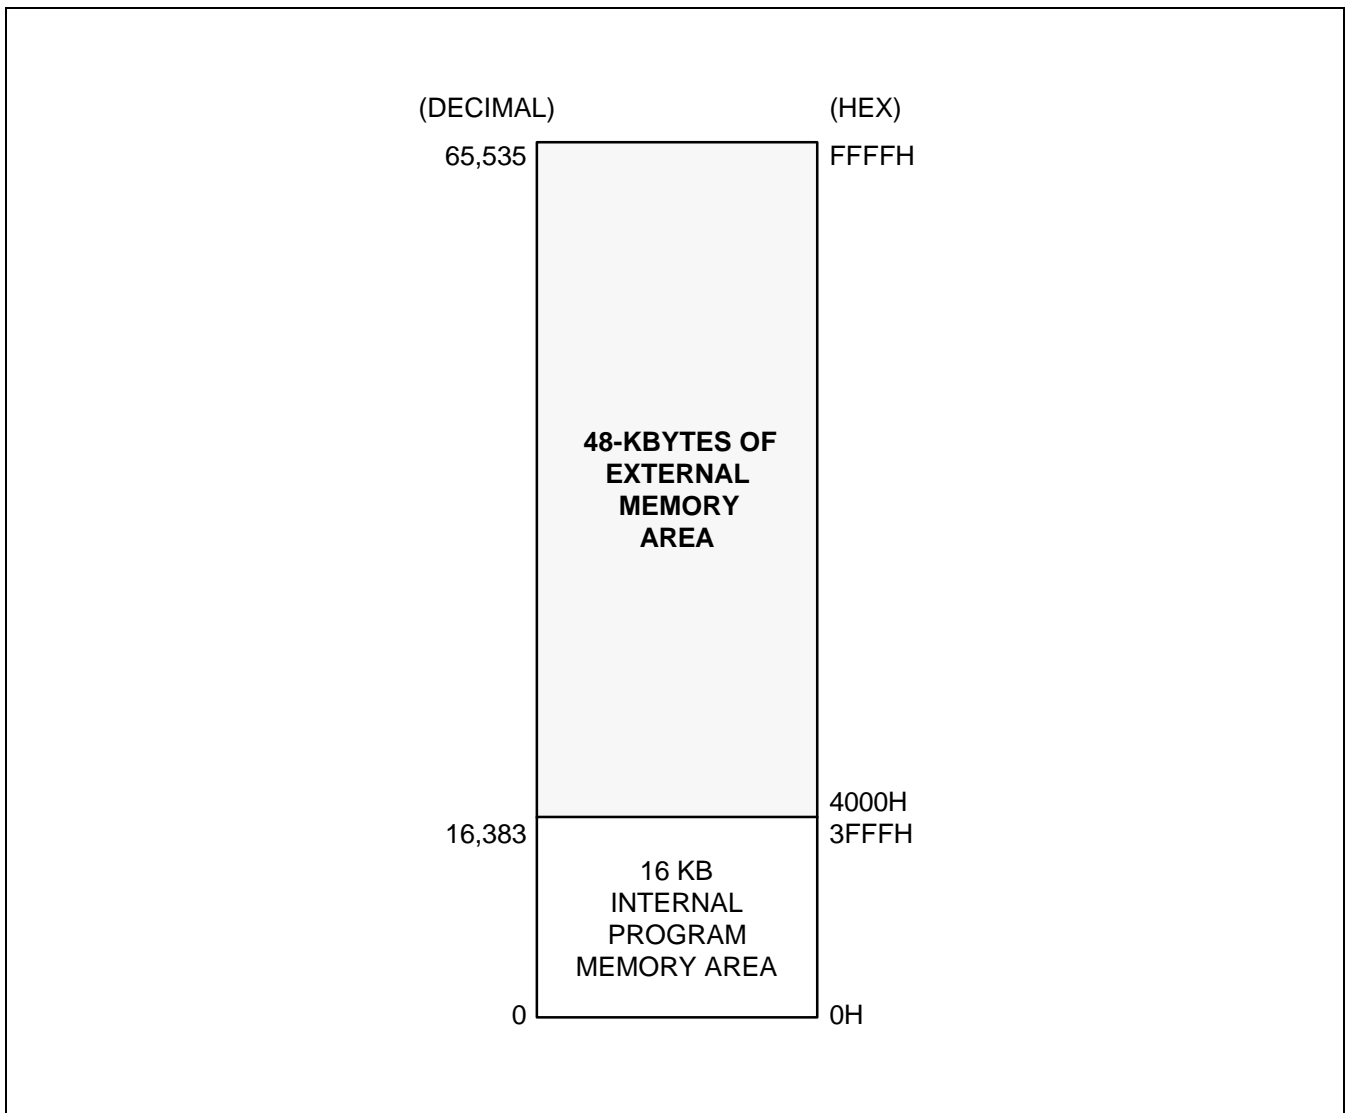 (DECIMAL) (HEX)
65,535 FFFFH
48-KBYTES OF
EXTERNAL
MEMORY
AREA
4000H
16,383 3FFFH
16 KB
INTERNAL
PROGRAM
MEMORY AREA
0 0H